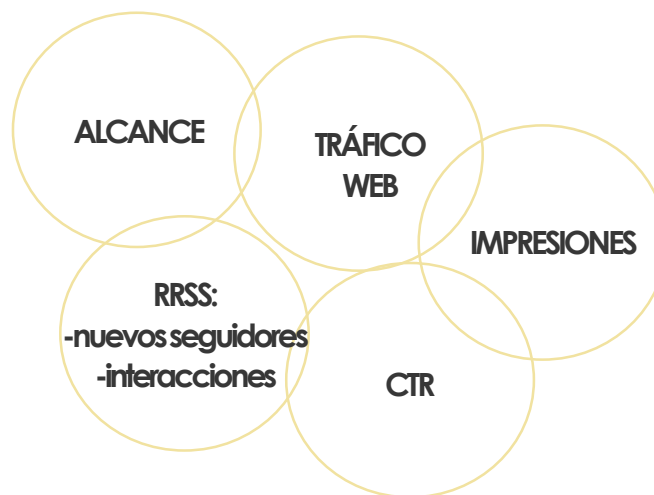 ALCANCE
TRÁFICO
WEB
IMPRESIONES
RRSS:
-nuevos seguidores
-interacciones
CTR